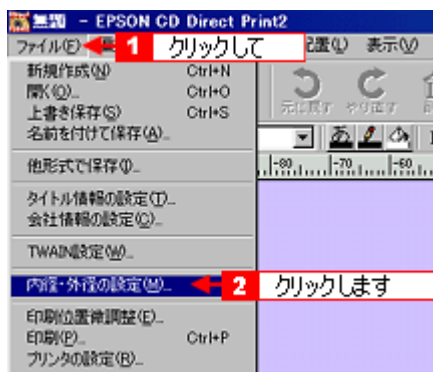 無題 - EPSON CD Direct Print2
ファイル(F) 1 クリックして 配置(L) 表示(V)
新規作成(N) Ctrl+N
開く(O)... Ctrl+O
上書き保存(S) Ctrl+S
名前を付けて保存(A)...
他形式で保存(I)...
タイトル情報の設定(T)...
会社情報の設定(C)...
TWAIN設定(W)...
内径・外径の設定(M)... 2 クリックします
印刷位置微調整(E)...
印刷(P)... Ctrl+P
プリンタの設定(R)...
元に戻す やり直す
あ
-80 -70 -60